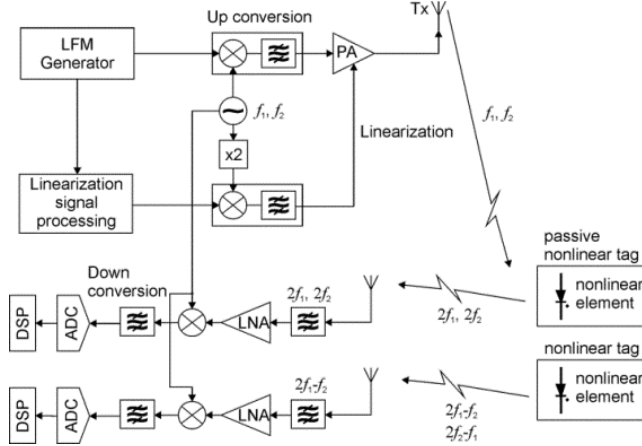 Up conversion
Tx
LFM
Generator
PA
f1, f2
f1, f2
x2
Linearization
Linearization
signal
processing
passive
nonlinear tag
nonlinear
element
Down
conversion
2f1, 2f2
2f1, 2f2
DSP
ADC
LNA
nonlinear tag
nonlinear
element
2f1-f2
2f1-f2
2f2-f1
DSP
ADC
LNA